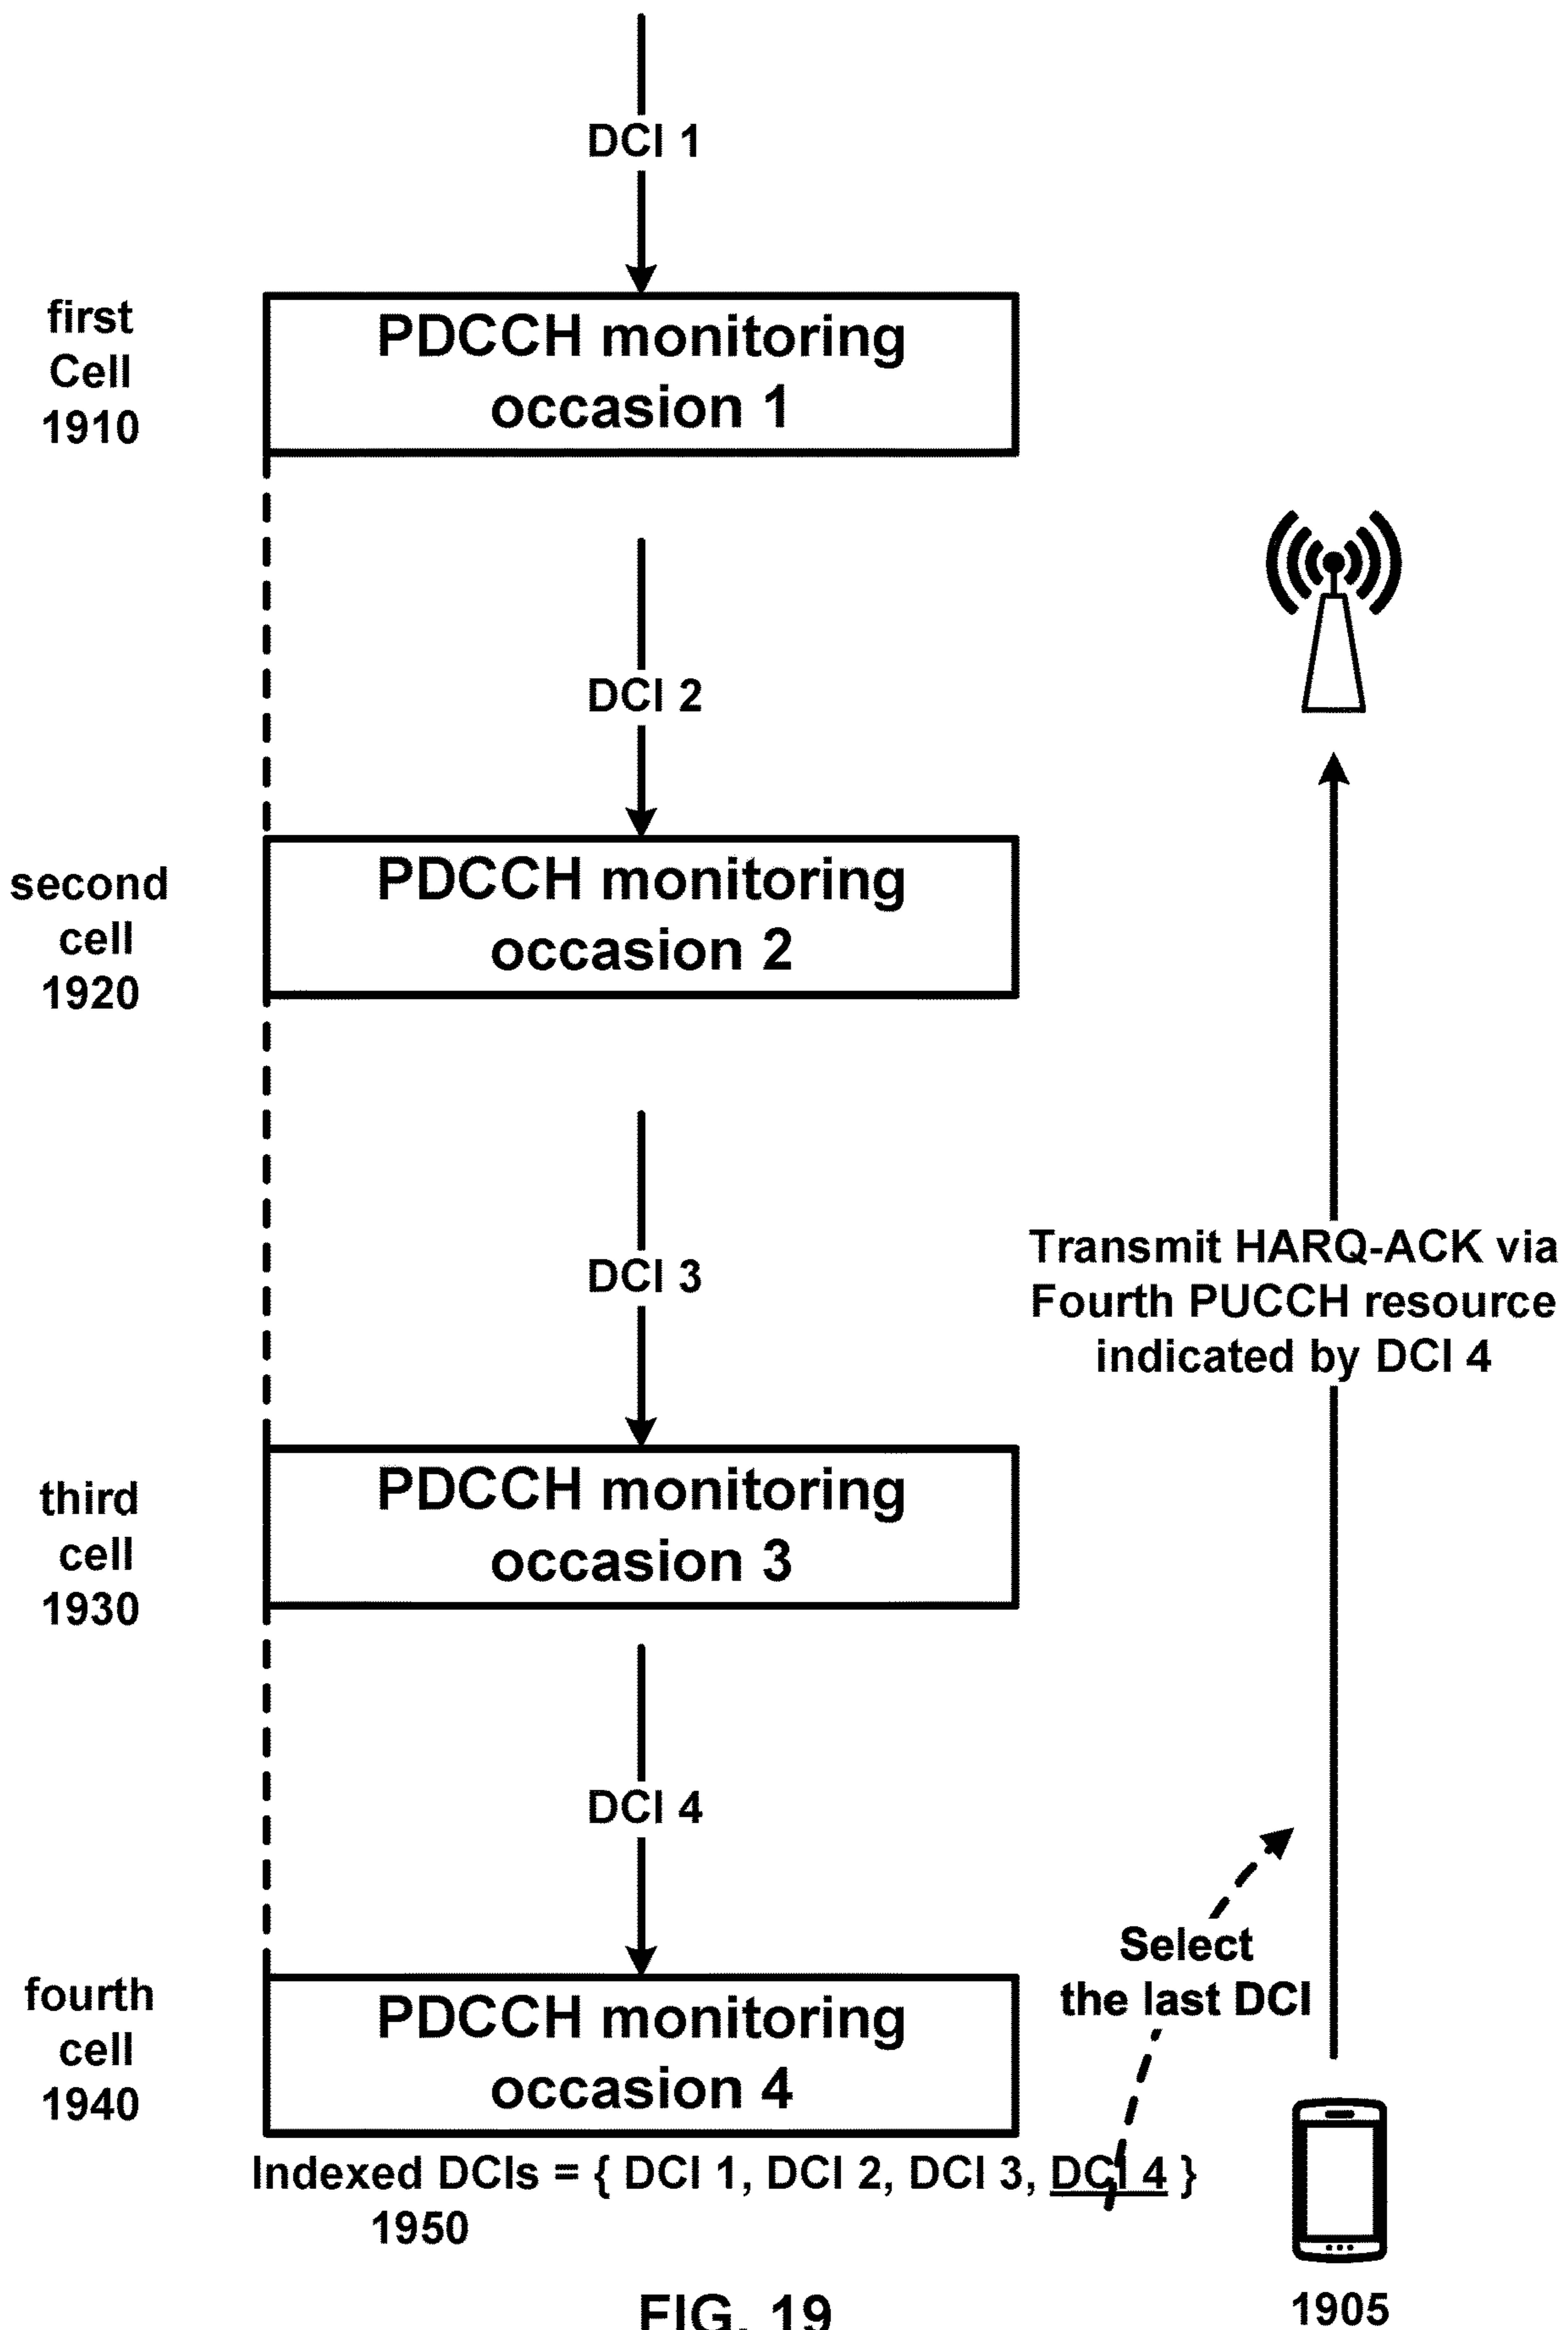 DCI 1
first
Cell
1910
PDCCH monitoring
occasion 1
DCI 2
second
cell
1920
PDCCH monitoring
occasion 2
DCI 3
Transmit HARQ-ACK via
Fourth PUCCH resource
indicated by DCI 4
third
cell
1930
PDCCH monitoring
occasion 3
DCI 4
Select
the last DCI
fourth
cell
1940
PDCCH monitoring
occasion 4
Indexed DCIs = { DCI 1, DCI 2, DCI 3, DCI 4 }
1950
1905
FIG. 19